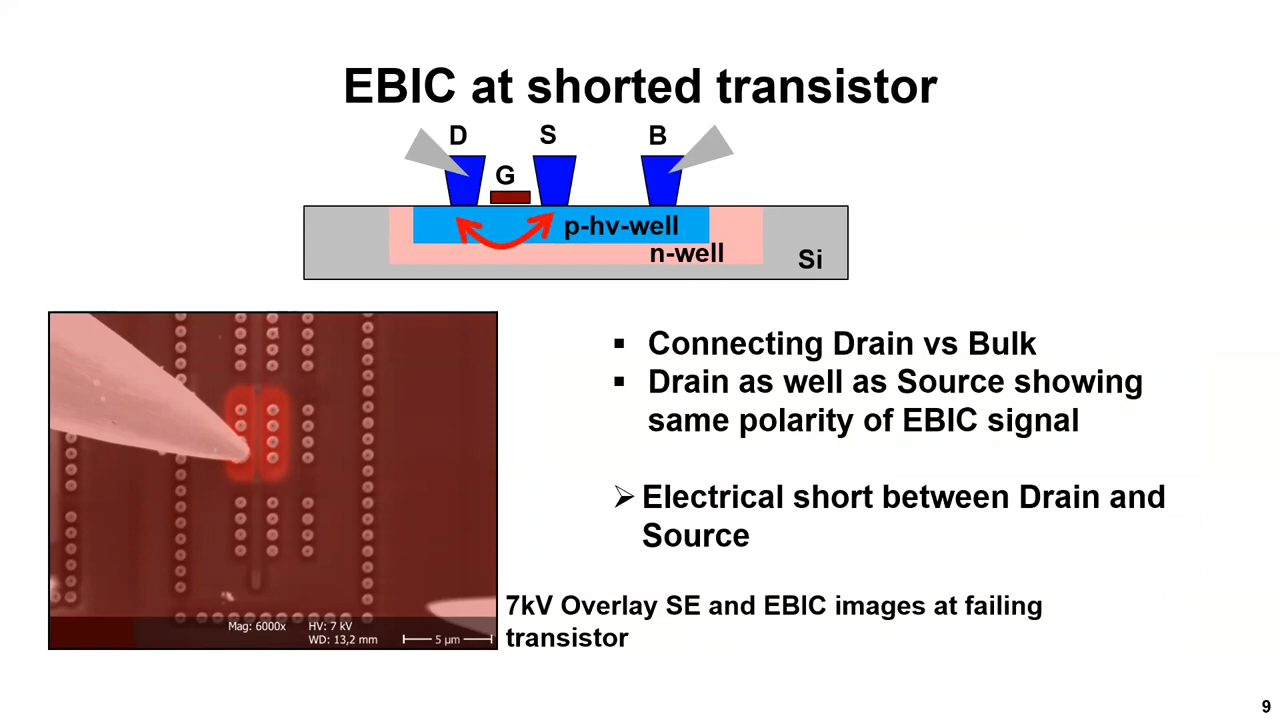 EBIC at shorted transistor
D
S
B
G
p-hv-well
n-well
Si
▪ Connecting Drain vs Bulk
▪ Drain as well as Source showing
same polarity of EBIC signal
➢ Electrical short between Drain and
Source
Mag: 6000x
HV: 7 kV
WD: 13,2 mm
5 µm
7kV Overlay SE and EBIC images at failing
transistor
9